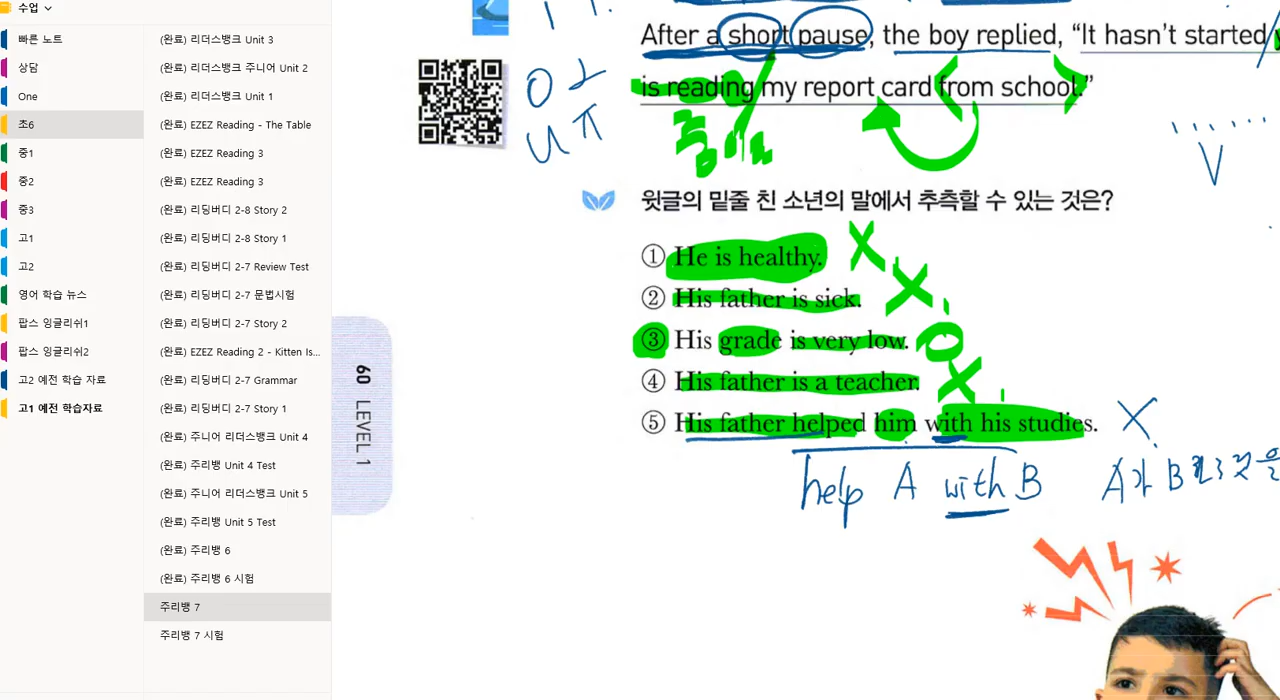 수업
빠른 노트
상담
One
초6
중1
중2
중3
고1
고2
영어 학습 뉴스
팝스 잉글리쉬1
팝스 잉글리쉬2
고2 예전 학습 자료
고1 예전 학습자료
(완료) 리더스뱅크 Unit 3
(완료) 리더스뱅크 주니어 Unit 2
(완료) 리더스뱅크 Unit 1
(완료) EZEZ Reading - The Table
(완료) EZEZ Reading 3
(완료) EZEZ Reading 3
(완료) 리딩버디 2-8 Story 2
(완료) 리딩버디 2-8 Story 1
(완료) 리딩버디 2-7 Review Test
(완료) 리딩버디 2-7 문법시험
(완료) 리딩버디 2-7 Story 2
(완료) EZEZ Reading 2 - Kitten Is...
(완료) 리딩버디 2-7 Grammar
(완료) 리딩버디 2-7 Story 1
(완료) 주니어 리더스뱅크 Unit 4
(완료) 주리뱅 Unit 4 Test
(완료) 주니어 리더스뱅크 Unit 5
(완료) 주리뱅 Unit 5 Test
(완료) 주리뱅 6
(완료) 주리뱅 6 시험
주리뱅 7
주리뱅 7 시험
60 LEVEL 1
After a short pause, the boy replied, "It hasn't started
is reading my report card from school."
윗글의 밑줄 친 소년의 말에서 추측할 수 있는 것은?
① He is healthy. X
② His father is sick. X
③ His grade is very low. O
④ His father is a teacher. X
⑤ His father helped him with his studies. X
help A with B A가 B